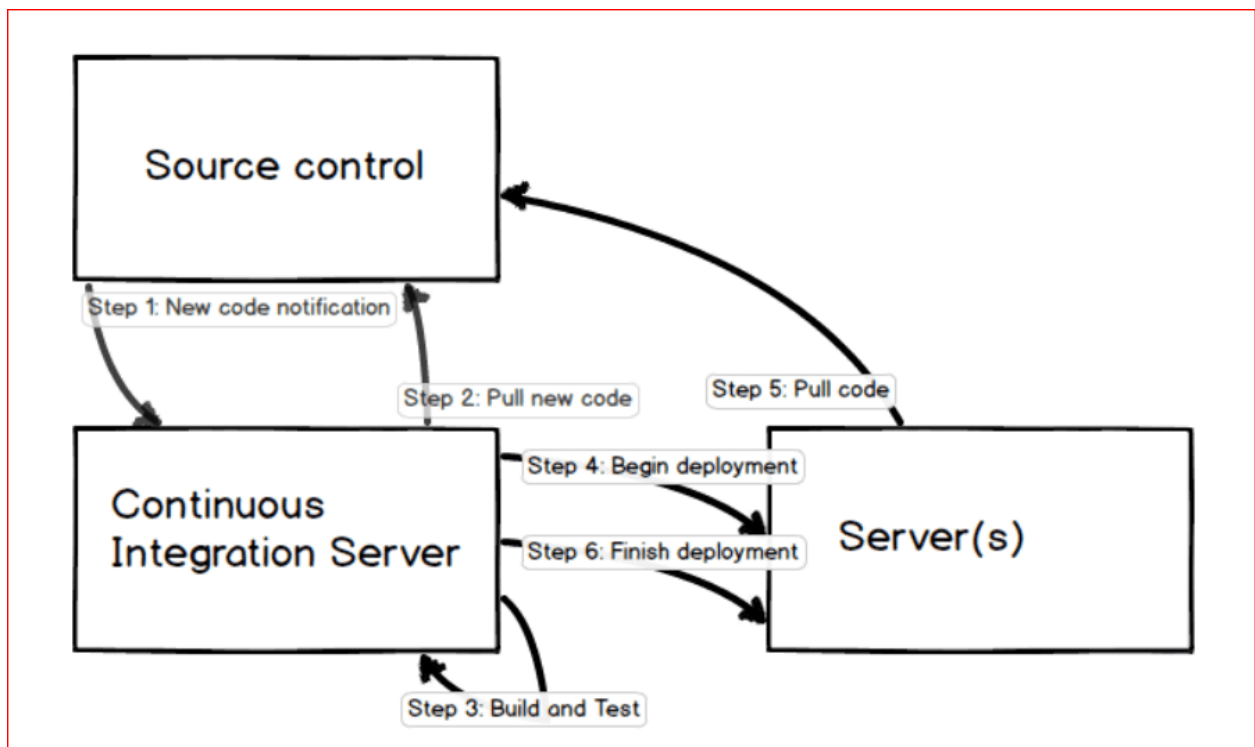 Source control
Step 1: New code notification
Step 2: Pull new code
Step 5: Pull code
Continuous
Integration Server
Step 4: Begin deployment
Step 6: Finish deployment
Server(s)
Step 3: Build and Test